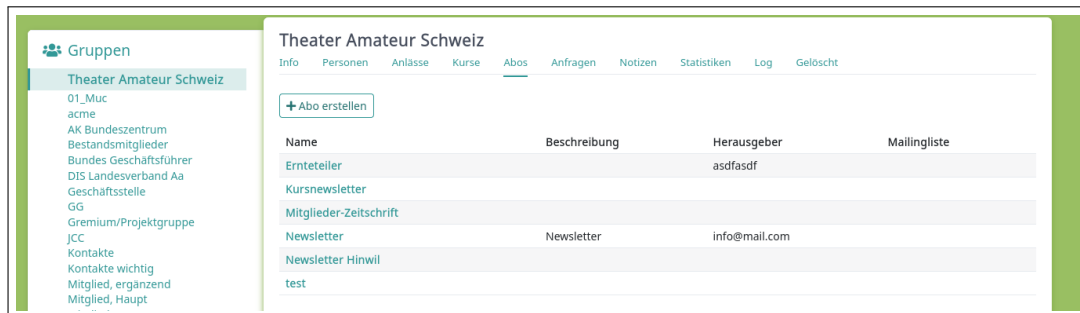 Gruppen
Theater Amateur Schweiz
01_Muc
acme
AK Bundeszentrum
Bestandsmitglieder
Bundes Geschäftsführer
DIS Landesverband Aa
Geschäftsstelle
GG
Gremium/Projektgruppe
JCC
Kontakte
Kontakte wichtig
Mitglied, ergänzend
Mitglied, Haupt
Theater Amateur Schweiz
Info Personen Anlässe Kurse Abos Anfragen Notizen Statistiken Log Gelöscht
+ Abo erstellen
Name Beschreibung Herausgeber Mailingliste
Ernteteiler asdfasdf
Kursnewsletter
Mitglieder-Zeitschrift
Newsletter Newsletter info@mail.com
Newsletter Hinwil
test